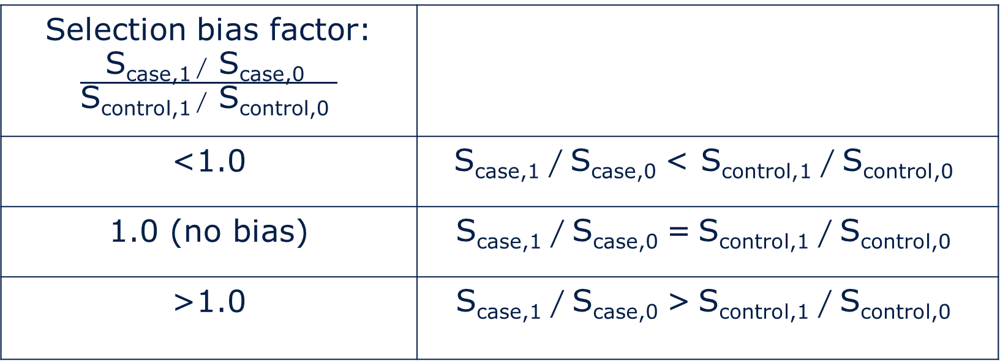 Selection bias factor:
Scase,1 / Scase,0
Scontrol,1 / Scontrol,0
<1.0
Scase,1 / Scase,0 < Scontrol,1 / Scontrol,0
1.0 (no bias)
Scase,1 / Scase,0 = Scontrol,1 / Scontrol,0
>1.0
Scase,1 / Scase,0 > Scontrol,1 / Scontrol,0